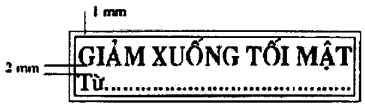 1 mm
GIẢM XUỐNG TỐI MẬT
2 mm
Từ........................................